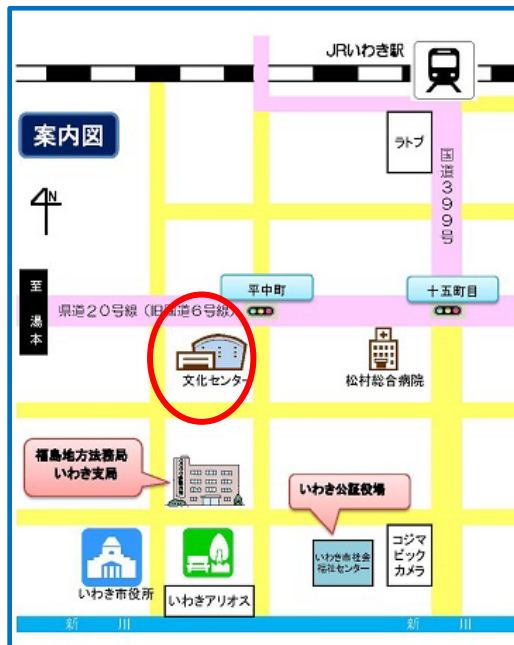 JRいわき駅
案内図
ラトブ
国道399号
N
至 湯本
平中町
十五町目
県道20号線（旧国道6号線）
文化センター
松村総合病院
福島地方法務局
いわき支局
いわき公証役場
いわき市社会
福祉センター
コジマ
ビック
カメラ
いわき市役所
いわきアリオス
新 川
新 川